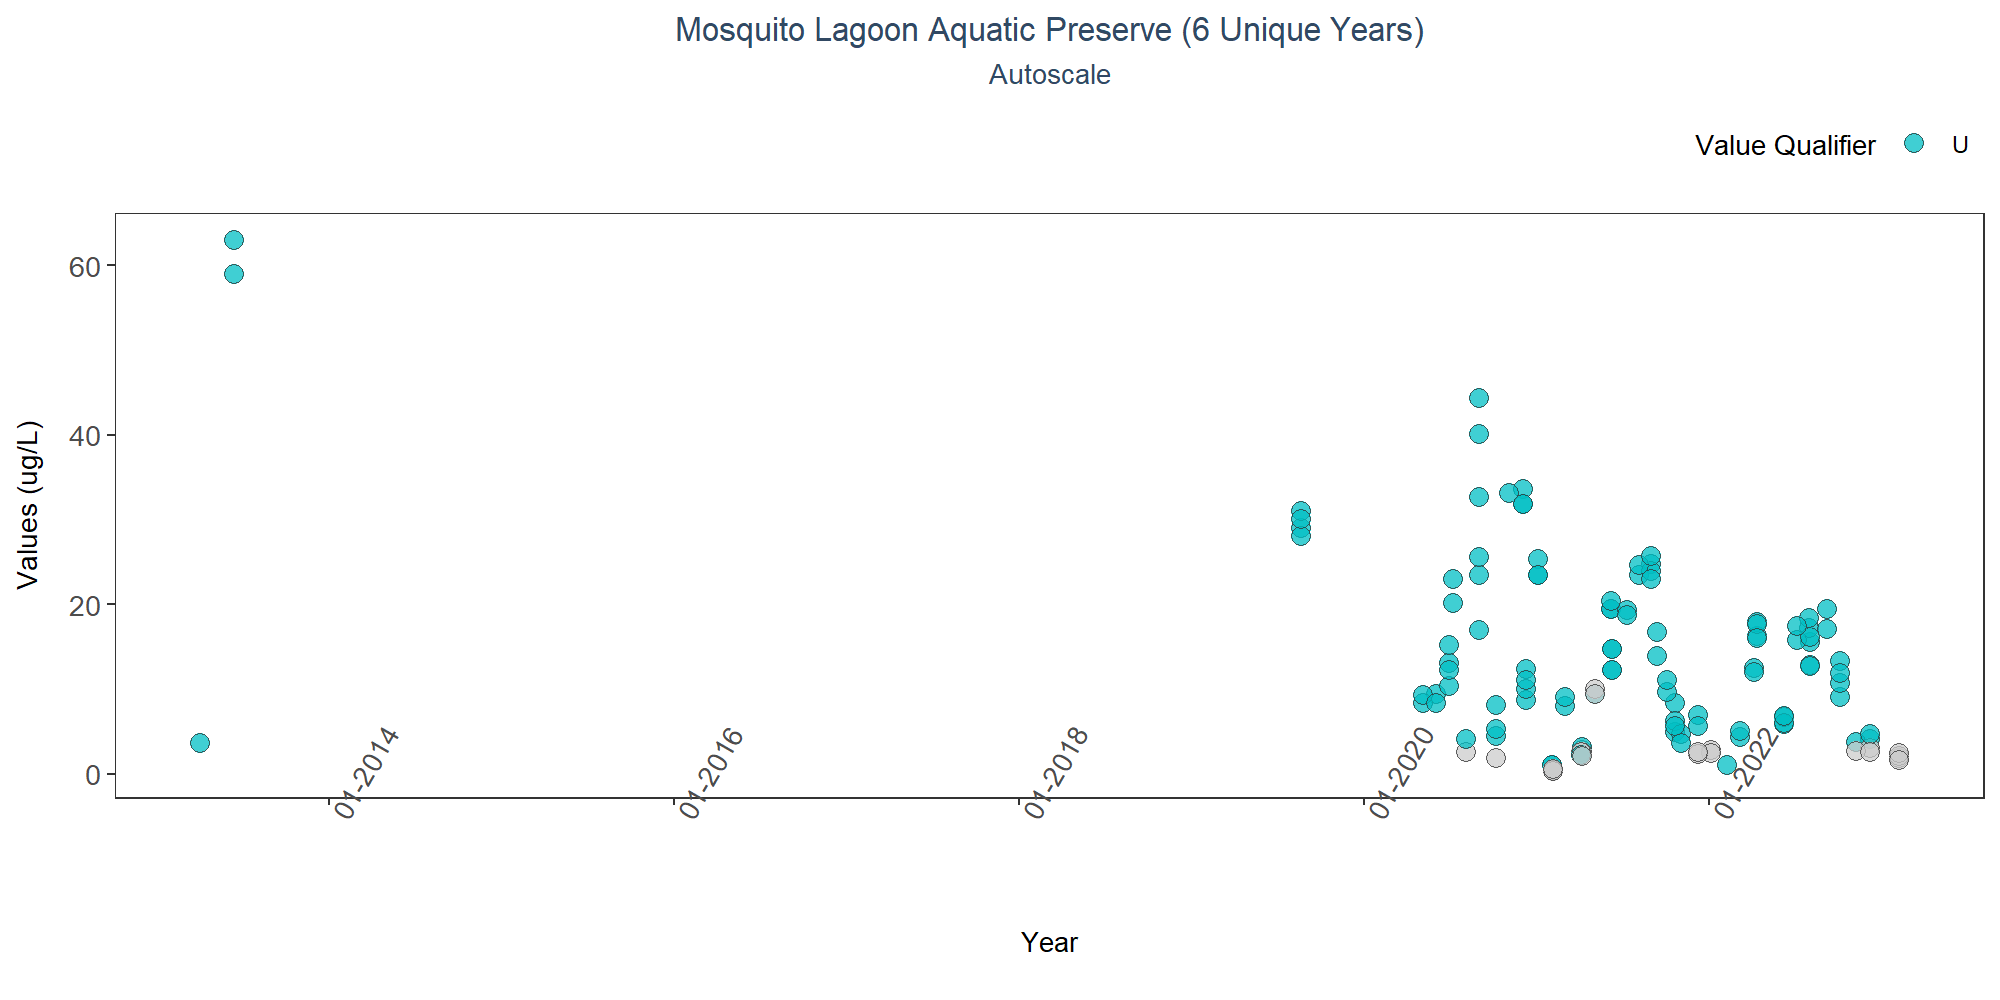 Mosquito Lagoon Aquatic Preserve (6 Unique Years)
Autoscale
Value Qualifier U
Values (ug/L)
60
40
20
0
01-2014
01-2016
01-2018
01-2020
01-2022
Year